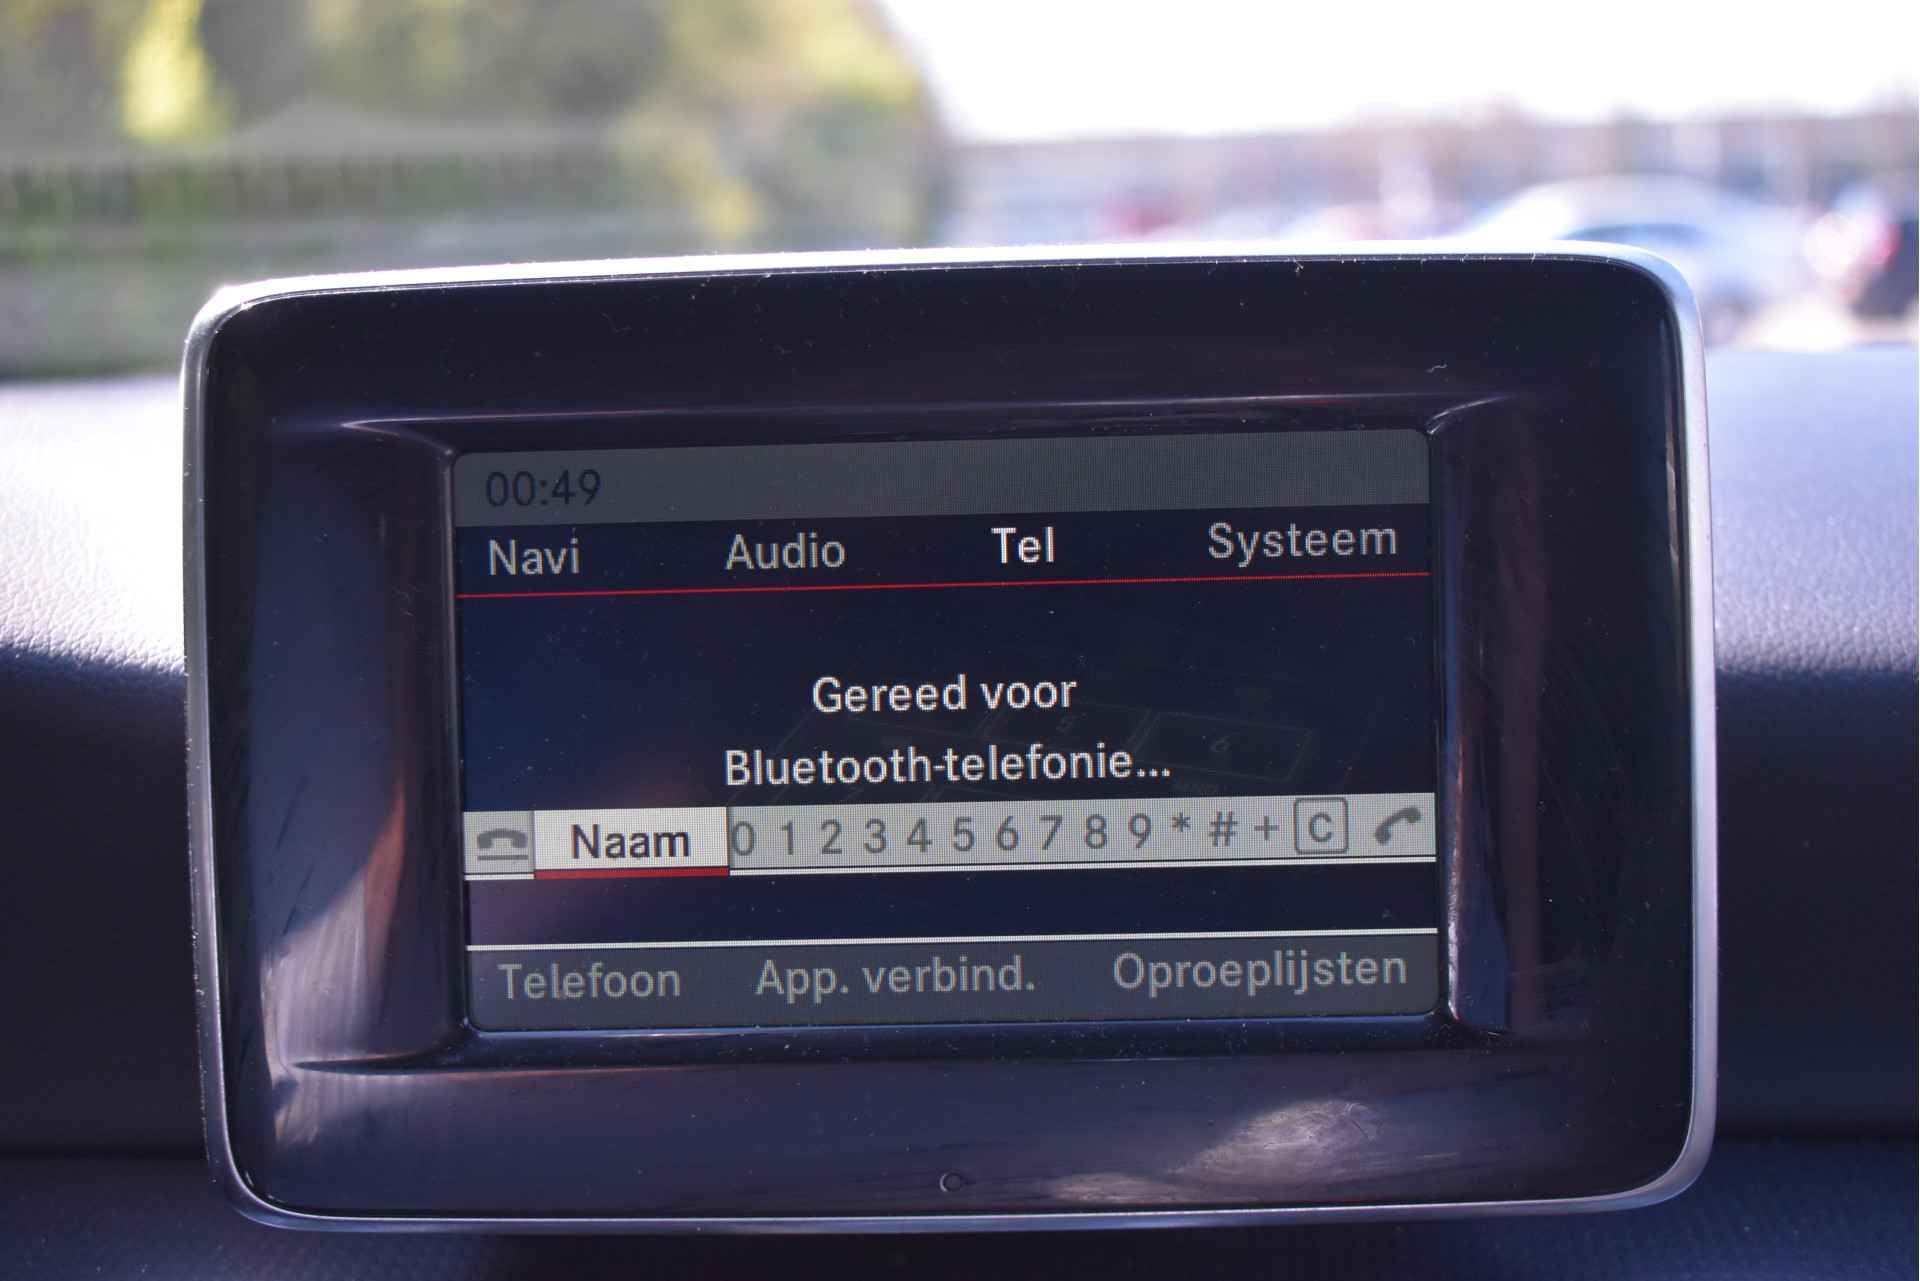 00:49
Navi Audio Tel Systeem
Gereed voor
Bluetooth-telefonie...
Naam 0 1 2 3 4 5 6 7 8 9 * # + C
Telefoon App. verbind. Oproeplijsten